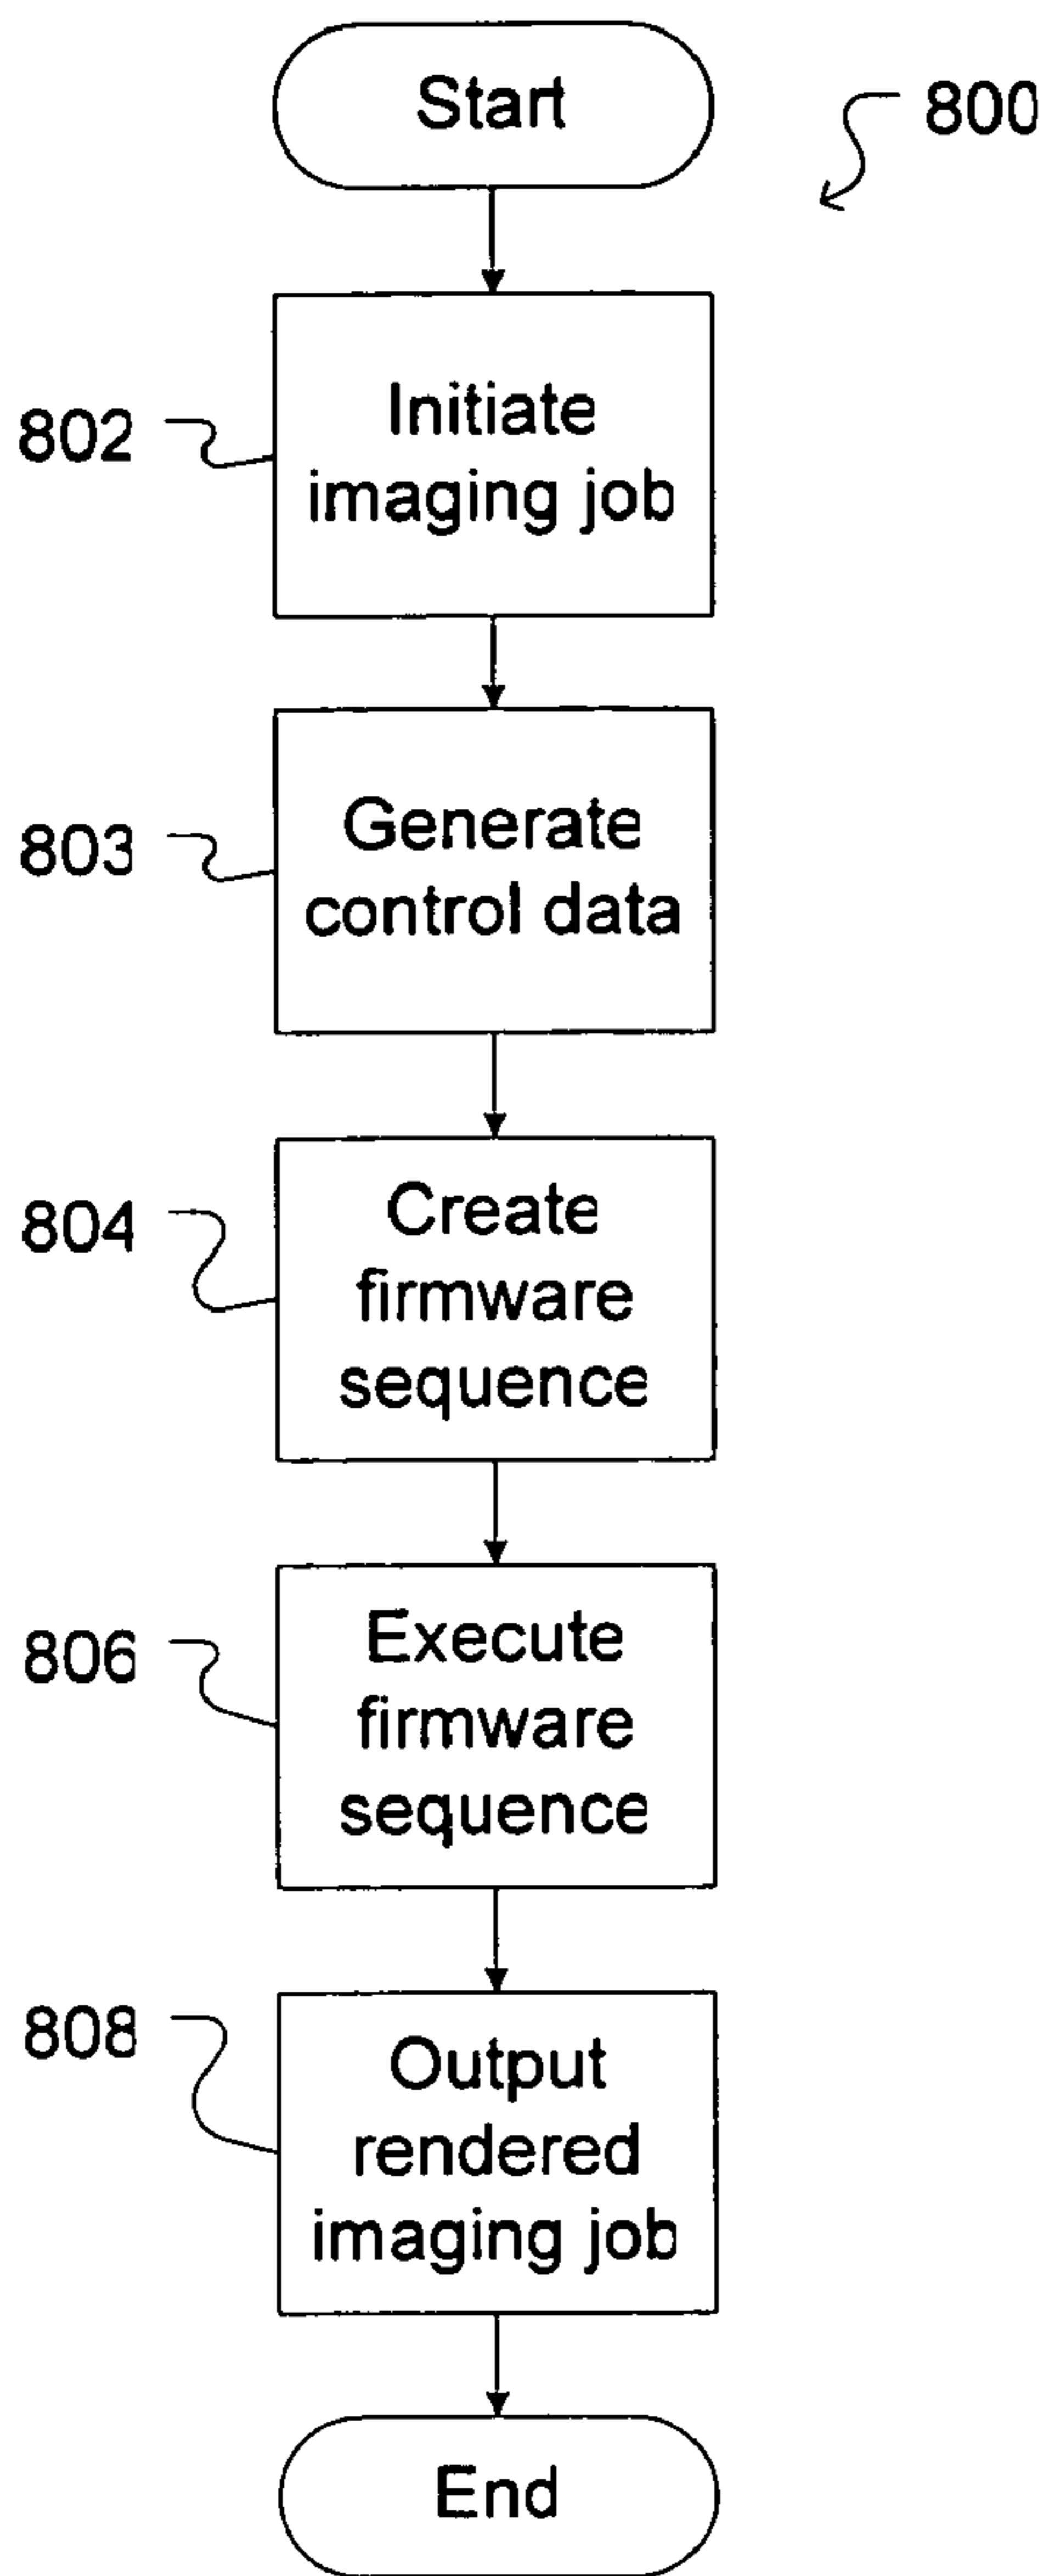 Start
800
802
Initiate
imaging job
803
Generate
control data
804
Create
firmware
sequence
806
Execute
firmware
sequence
808
Output
rendered
imaging job
End